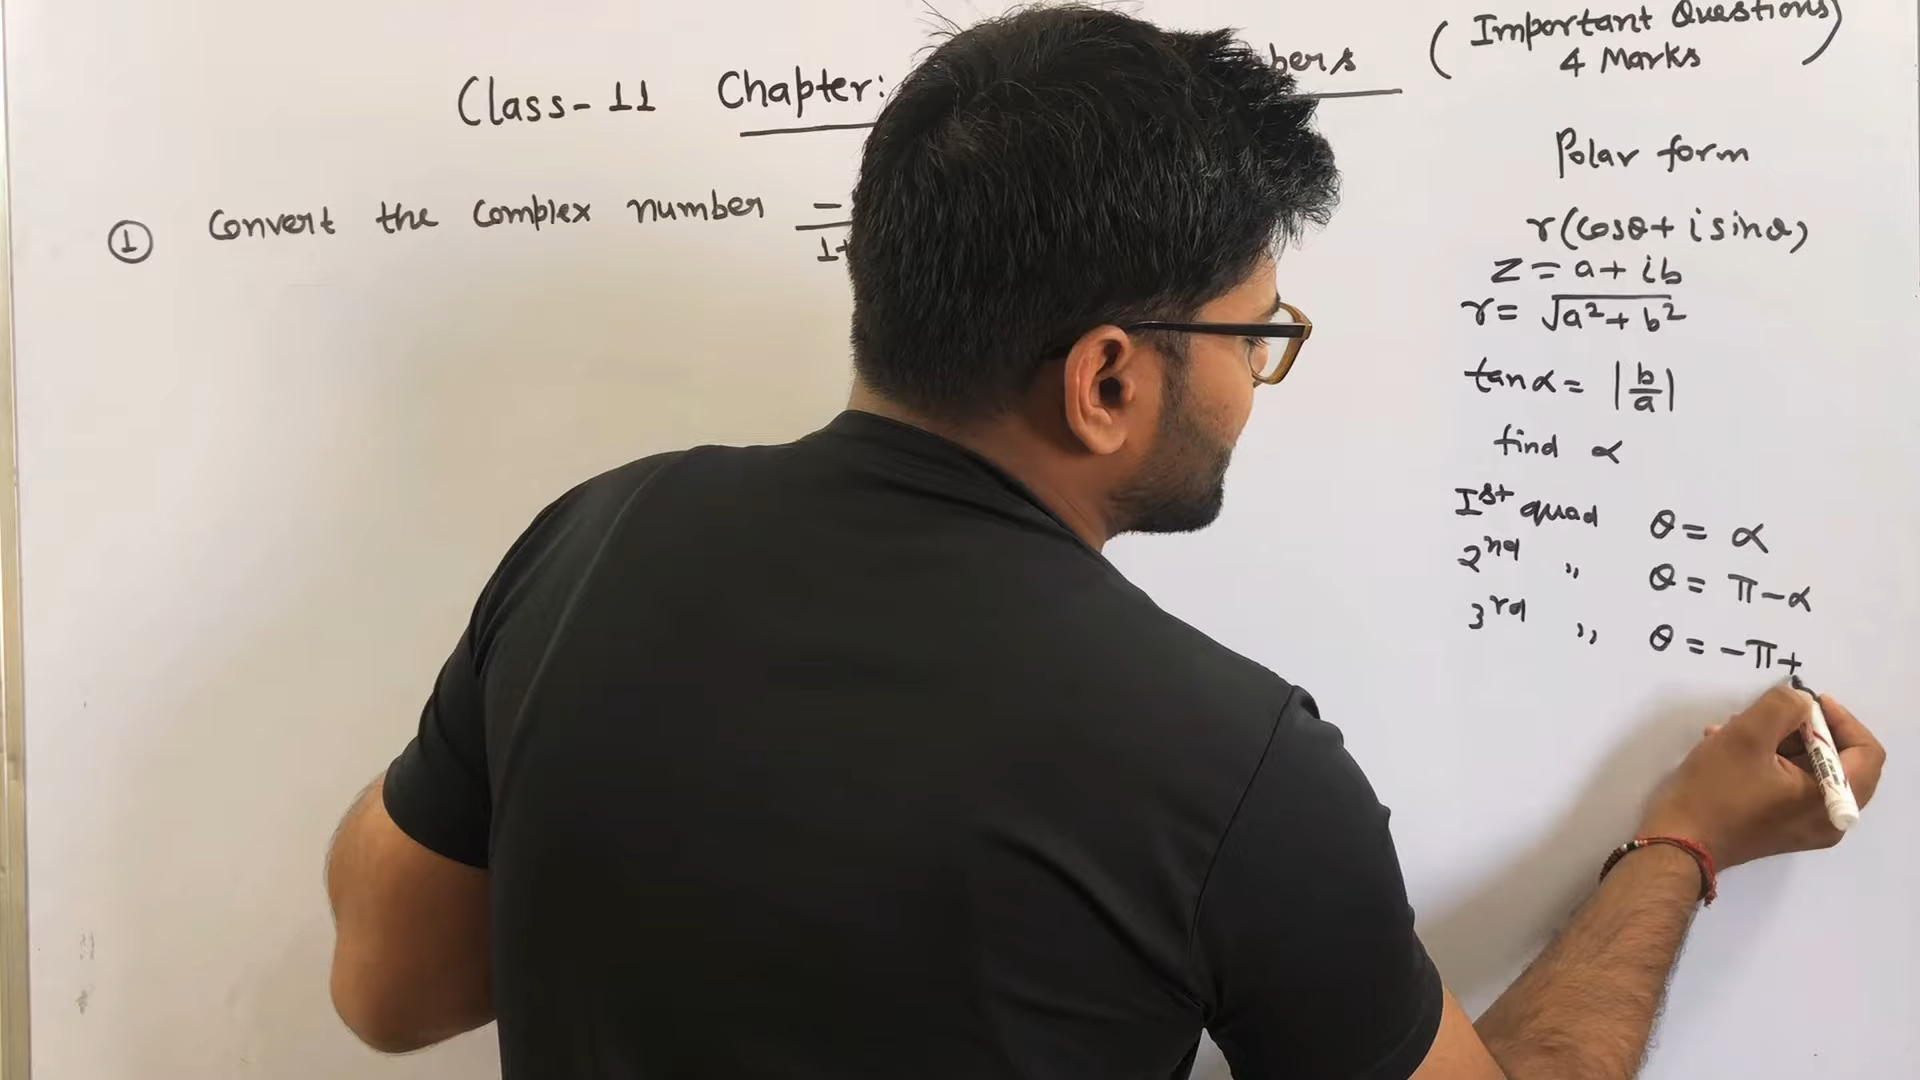 Class-11 Chapter: bers
(Important Questions)
4 Marks
① Convert the complex number
Polar form
r(cosθ+ i sinθ)
z = a + ib
r = √a²+b²
tanα = |b/a|
find α
Iˢᵗ quad θ = α
2ⁿᵈ ,, θ = π-α
3ʳᵈ ,, θ = -π+